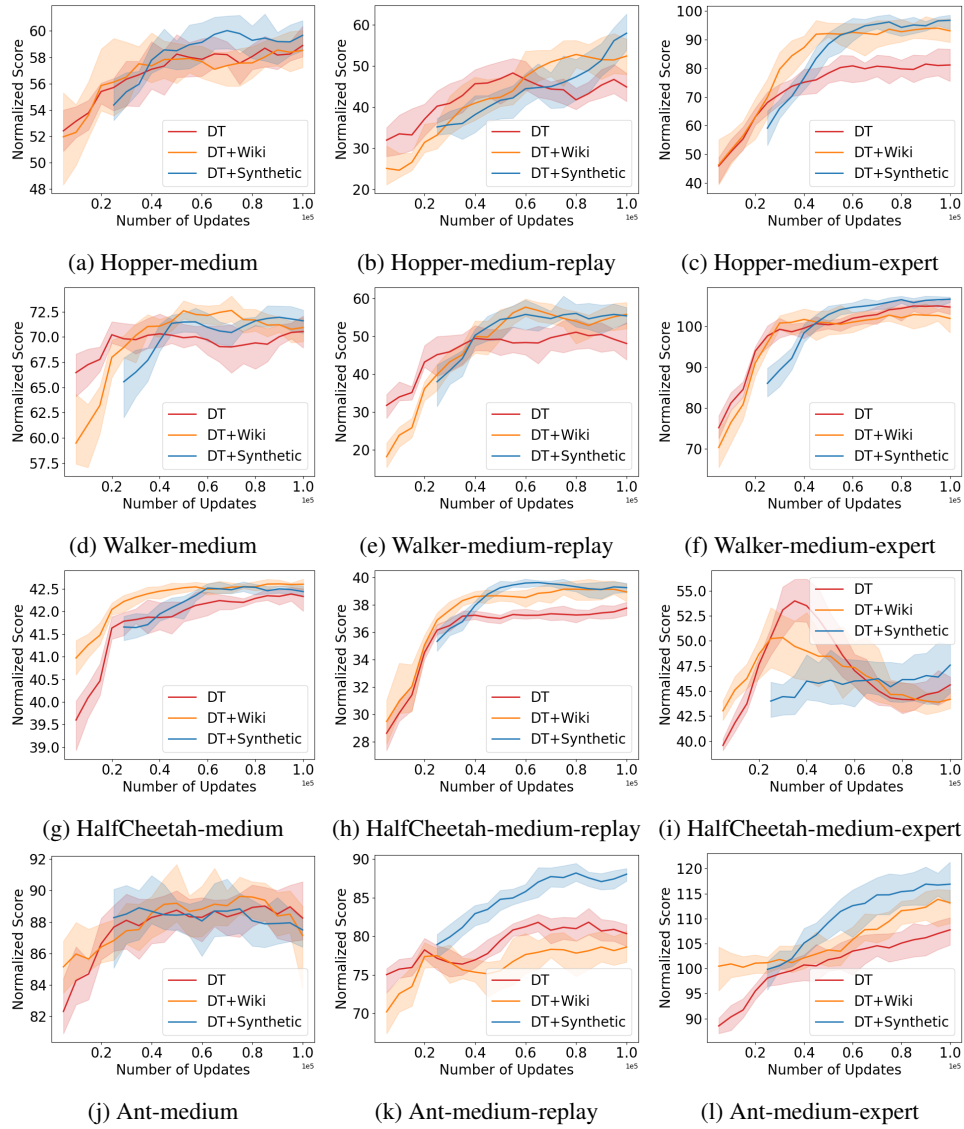 60
58
56
54
52
50
48
Normalized Score
DT
DT+Wiki
DT+Synthetic
0.2 0.4 0.6 0.8 1.0
Number of Updates 1e5
(a) Hopper-medium
60
50
40
30
20
Normalized Score
DT
DT+Wiki
DT+Synthetic
0.2 0.4 0.6 0.8 1.0
Number of Updates 1e5
(b) Hopper-medium-replay
100
90
80
70
60
50
40
Normalized Score
DT
DT+Wiki
DT+Synthetic
0.2 0.4 0.6 0.8 1.0
Number of Updates 1e5
(c) Hopper-medium-expert
72.5
70.0
67.5
65.0
62.5
60.0
57.5
Normalized Score
DT
DT+Wiki
DT+Synthetic
0.2 0.4 0.6 0.8 1.0
Number of Updates 1e5
(d) Walker-medium
60
50
40
30
20
Normalized Score
DT
DT+Wiki
DT+Synthetic
0.2 0.4 0.6 0.8 1.0
Number of Updates 1e5
(e) Walker-medium-replay
100
90
80
70
Normalized Score
DT
DT+Wiki
DT+Synthetic
0.2 0.4 0.6 0.8 1.0
Number of Updates 1e5
(f) Walker-medium-expert
42.5
42.0
41.5
41.0
40.5
40.0
39.5
39.0
Normalized Score
DT
DT+Wiki
DT+Synthetic
0.2 0.4 0.6 0.8 1.0
Number of Updates 1e5
(g) HalfCheetah-medium
40
38
36
34
32
30
28
Normalized Score
DT
DT+Wiki
DT+Synthetic
0.2 0.4 0.6 0.8 1.0
Number of Updates 1e5
(h) HalfCheetah-medium-replay
55.0
52.5
50.0
47.5
45.0
42.5
40.0
Normalized Score
DT
DT+Wiki
DT+Synthetic
0.2 0.4 0.6 0.8 1.0
Number of Updates 1e5
(i) HalfCheetah-medium-expert
92
90
88
86
84
82
Normalized Score
DT
DT+Wiki
DT+Synthetic
0.2 0.4 0.6 0.8 1.0
Number of Updates 1e5
(j) Ant-medium
90
85
80
75
70
Normalized Score
DT
DT+Wiki
DT+Synthetic
0.2 0.4 0.6 0.8 1.0
Number of Updates 1e5
(k) Ant-medium-replay
120
115
110
105
100
95
90
Normalized Score
DT
DT+Wiki
DT+Synthetic
0.2 0.4 0.6 0.8 1.0
Number of Updates 1e5
(l) Ant-medium-expert